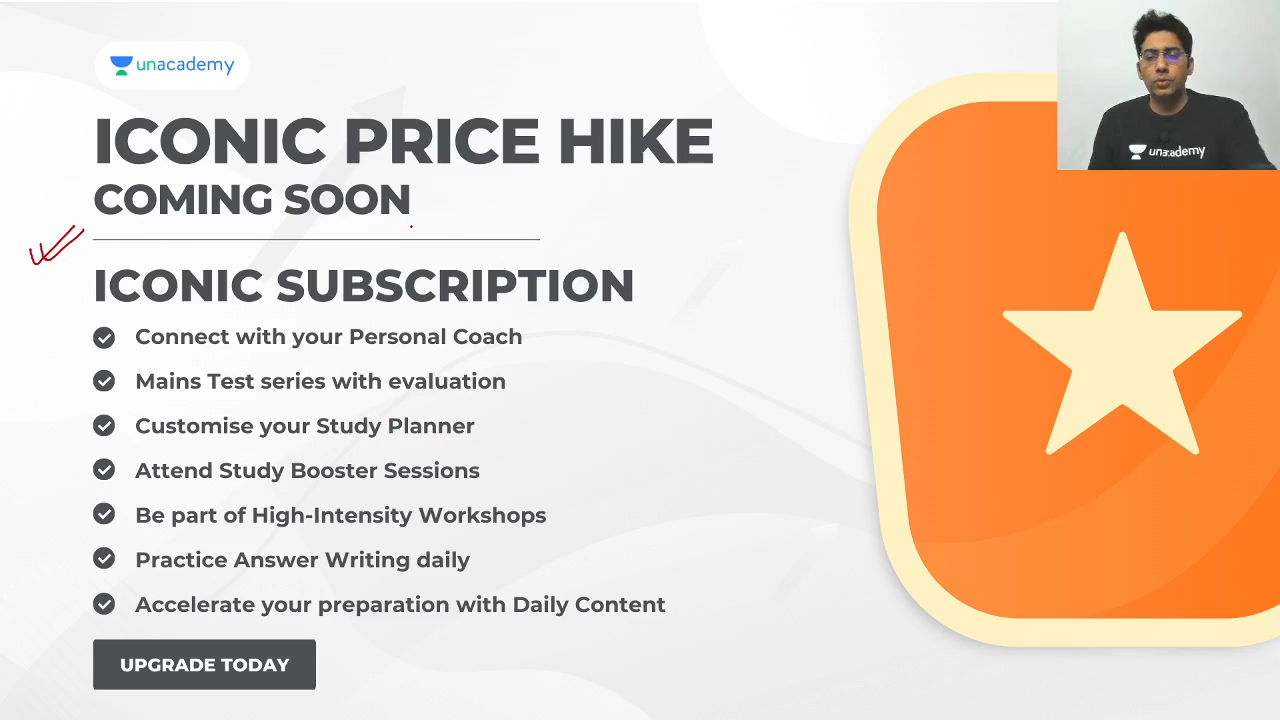 unacademy
ICONIC PRICE HIKE
COMING SOON
ICONIC SUBSCRIPTION
Connect with your Personal Coach
Mains Test series with evaluation
Customise your Study Planner
Attend Study Booster Sessions
Be part of High-Intensity Workshops
Practice Answer Writing daily
Accelerate your preparation with Daily Content
UPGRADE TODAY
unacademy